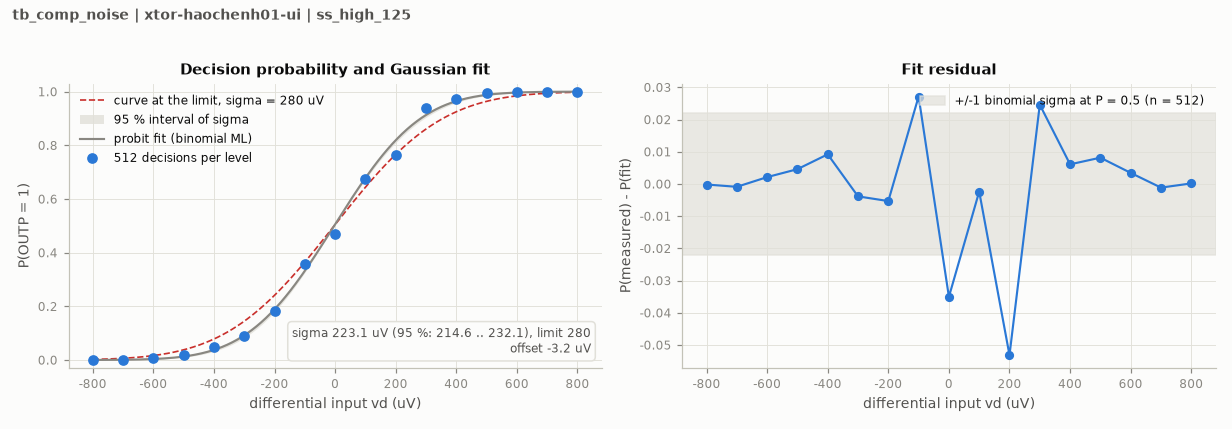 tb_comp_noise | xtor-haochenh01-ui | ss_high_125
Decision probability and Gaussian fit
curve at the limit, sigma = 280 uV
95 % interval of sigma
probit fit (binomial ML)
512 decisions per level
P(OUTP = 1)
1.0
0.8
0.6
0.4
0.2
0.0
sigma 223.1 uV (95 %: 214.6 .. 232.1), limit 280
offset -3.2 uV
-800 -600 -400 -200 0 200 400 600 800
differential input vd (uV)
Fit residual
+/-1 binomial sigma at P = 0.5 (n = 512)
P(measured) - P(fit)
0.03
0.02
0.01
0.00
-0.01
-0.02
-0.03
-0.04
-0.05
-800 -600 -400 -200 0 200 400 600 800
differential input vd (uV)